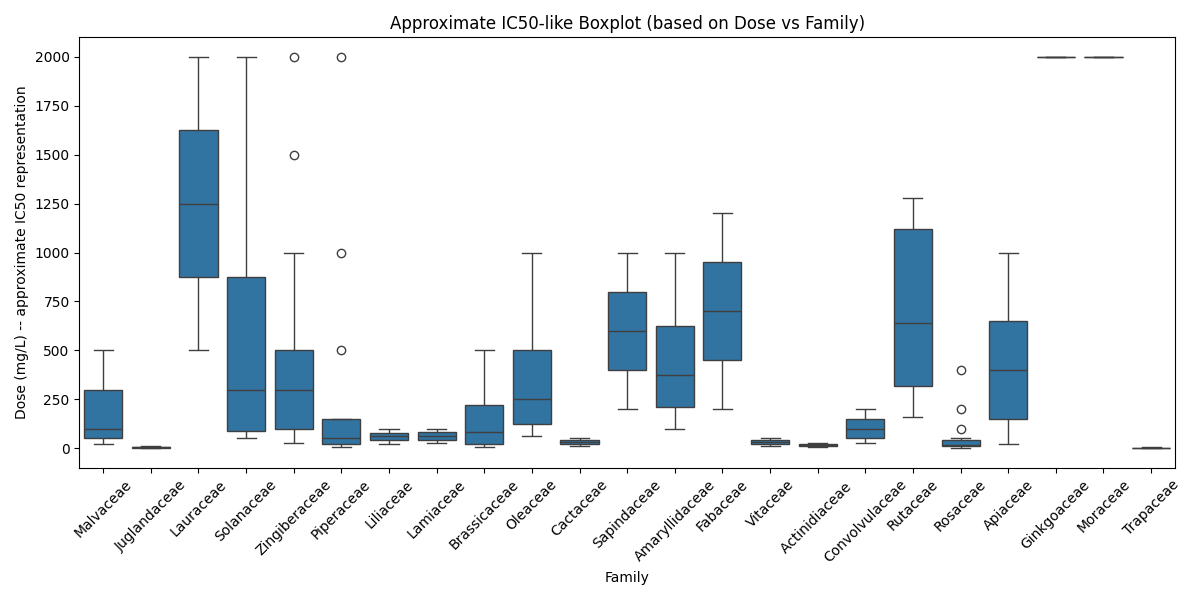 Approximate IC50-like Boxplot (based on Dose vs Family)
Dose (mg/L) -- approximate IC50 representation
2000
1750
1500
1250
1000
750
500
250
0
Malvaceae
Juglandaceae
Lauraceae
Solanaceae
Zingiberaceae
Piperaceae
Liliaceae
Lamiaceae
Brassicaceae
Oleaceae
Cactaceae
Sapindaceae
Amaryllidaceae
Fabaceae
Vitaceae
Actinidiaceae
Convolvulaceae
Rutaceae
Rosaceae
Apiaceae
Ginkgoaceae
Moraceae
Trapaceae
Family